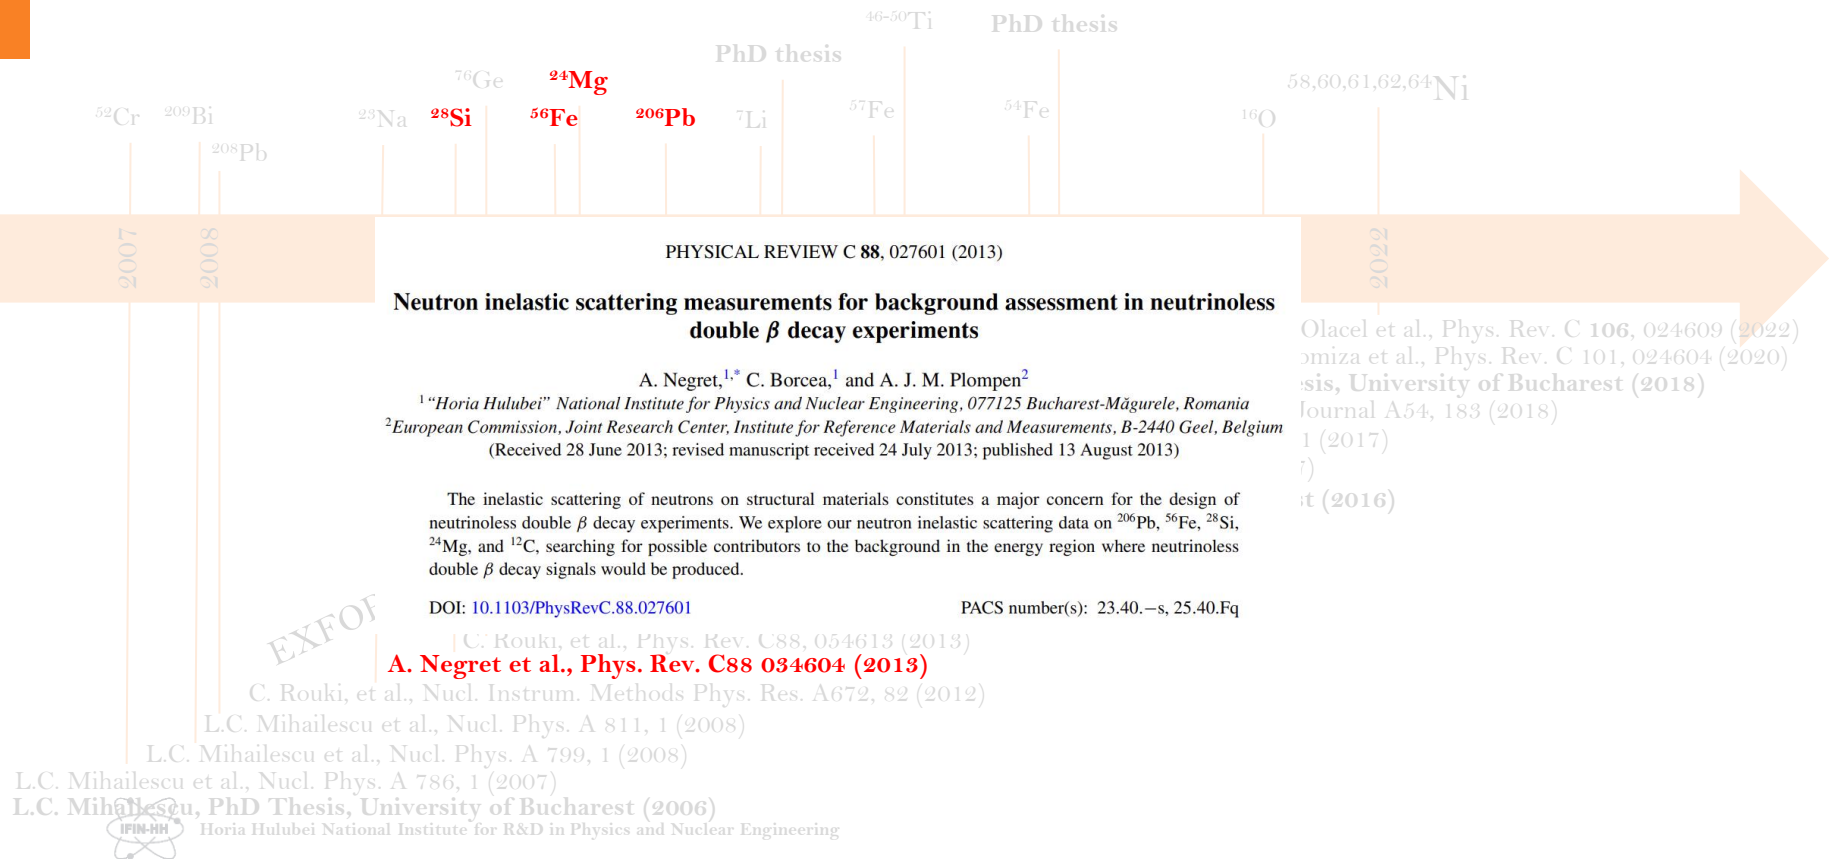 ⁴⁶⁻⁵⁰Ti
PhD thesis
PhD thesis
⁷⁶Ge
²⁴Mg
⁵⁸,⁶⁰,⁶¹,⁶²,⁶⁴Ni
⁵²Cr
²⁰⁹Bi
²³Na
²⁸Si
⁵⁶Fe
²⁰⁶Pb
⁷Li
⁵⁷Fe
⁵⁴Fe
¹⁶O
²⁰⁸Pb
2007
2008
2022
PHYSICAL REVIEW C 88, 027601 (2013)
Neutron inelastic scattering measurements for background assessment in neutrinoless
double β decay experiments
A. Negret,¹,* C. Borcea,¹ and A. J. M. Plompen²
¹“Horia Hulubei” National Institute for Physics and Nuclear Engineering, 077125 Bucharest-Măgurele, Romania
²European Commission, Joint Research Center, Institute for Reference Materials and Measurements, B-2440 Geel, Belgium
(Received 28 June 2013; revised manuscript received 24 July 2013; published 13 August 2013)
The inelastic scattering of neutrons on structural materials constitutes a major concern for the design of
neutrinoless double β decay experiments. We explore our neutron inelastic scattering data on ²⁰⁶Pb, ⁵⁶Fe, ²⁸Si,
²⁴Mg, and ¹²C, searching for possible contributors to the background in the energy region where neutrinoless
double β decay signals would be produced.
DOI: 10.1103/PhysRevC.88.027601
PACS number(s): 23.40.−s, 25.40.Fq
Olacel et al., Phys. Rev. C 106, 024609 (2022)
omiza et al., Phys. Rev. C 101, 024604 (2020)
sis, University of Bucharest (2018)
Journal A54, 183 (2018)
1 (2017)
)
st (2016)
EXFOR
C. Rouki, et al., Phys. Rev. C88, 054613 (2013)
A. Negret et al., Phys. Rev. C88 034604 (2013)
C. Rouki, et al., Nucl. Instrum. Methods Phys. Res. A672, 82 (2012)
L.C. Mihailescu et al., Nucl. Phys. A 811, 1 (2008)
L.C. Mihailescu et al., Nucl. Phys. A 799, 1 (2008)
L.C. Mihailescu et al., Nucl. Phys. A 786, 1 (2007)
L.C. Mihailescu, PhD Thesis, University of Bucharest (2006)
IFIN-HH
Horia Hulubei National Institute for R&D in Physics and Nuclear Engineering